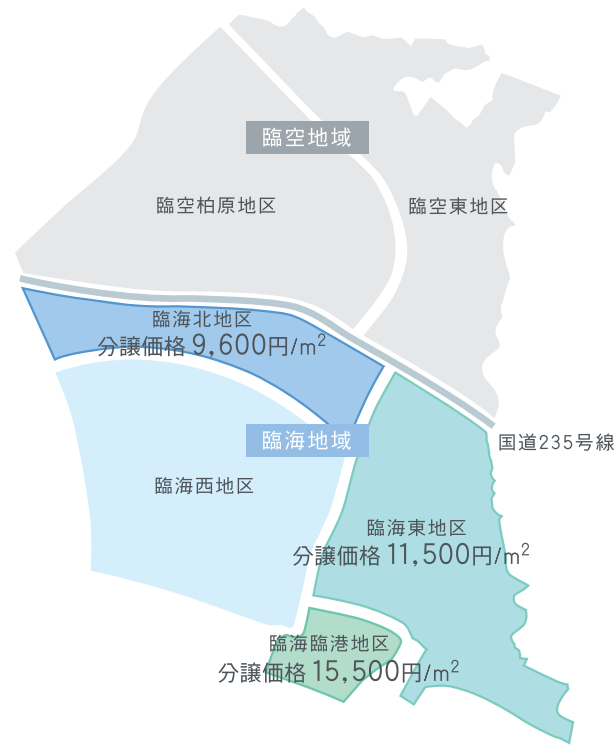 臨空地域
臨空柏原地区
臨空東地区
臨海北地区
分譲価格 9,600円/m²
臨海地域
国道235号線
臨海西地区
臨海東地区
分譲価格 11,500円/m²
臨海臨港地区
分譲価格 15,500円/m²